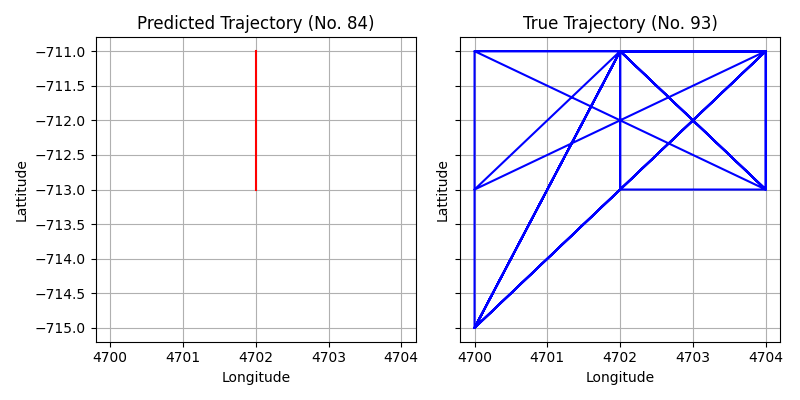 Predicted Trajectory (No. 84)
True Trajectory (No. 93)
−711.0
−711.5
−712.0
−712.5
−713.0
−713.5
−714.0
−714.5
−715.0
Lattitude
Lattitude
4700 4701 4702 4703 4704
4700 4701 4702 4703 4704
Longitude
Longitude